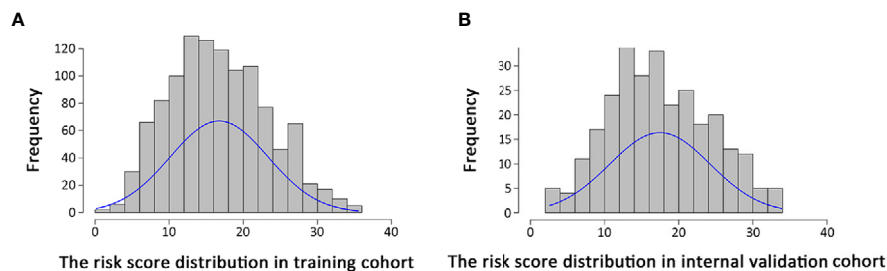 A
Frequency
120
100
80
60
40
20
0
0 10 20 30 40
The risk score distribution in training cohort
B
Frequency
30
25
20
15
10
5
0
0 10 20 30 40
The risk score distribution in internal validation cohort